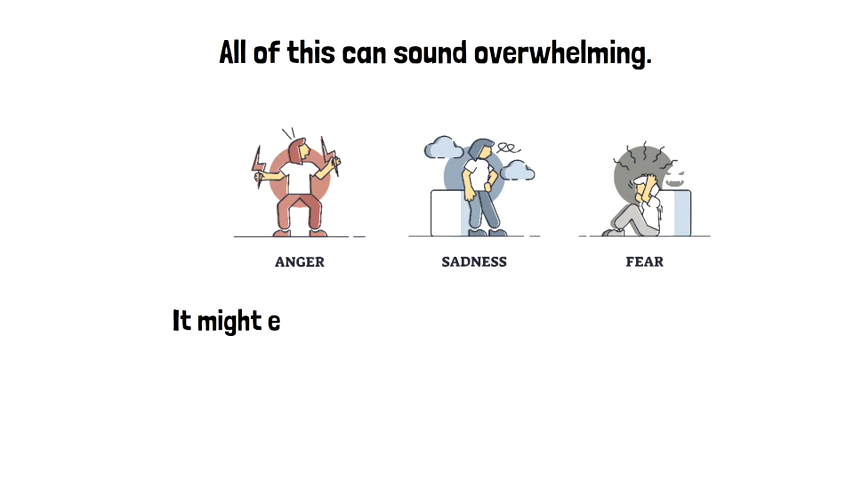 All of this can sound overwhelming.
ANGER SADNESS FEAR
It might e